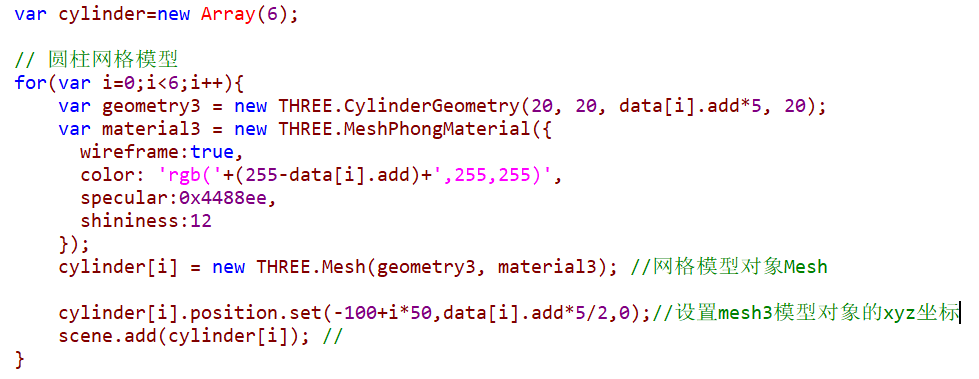 var cylinder=new Array(6);
// 圆柱网格模型
for(var i=0;i<6;i++){
var geometry3 = new THREE.CylinderGeometry(20, 20, data[i].add*5, 20);
var material3 = new THREE.MeshPhongMaterial({
wireframe:true,
color: 'rgb('+(255-data[i].add)+',255,255)',
specular:0x4488ee,
shininess:12
});
cylinder[i] = new THREE.Mesh(geometry3, material3); //网格模型对象Mesh
cylinder[i].position.set(-100+i*50,data[i].add*5/2,0);//设置mesh3模型对象的xyz坐标
scene.add(cylinder[i]); //
}